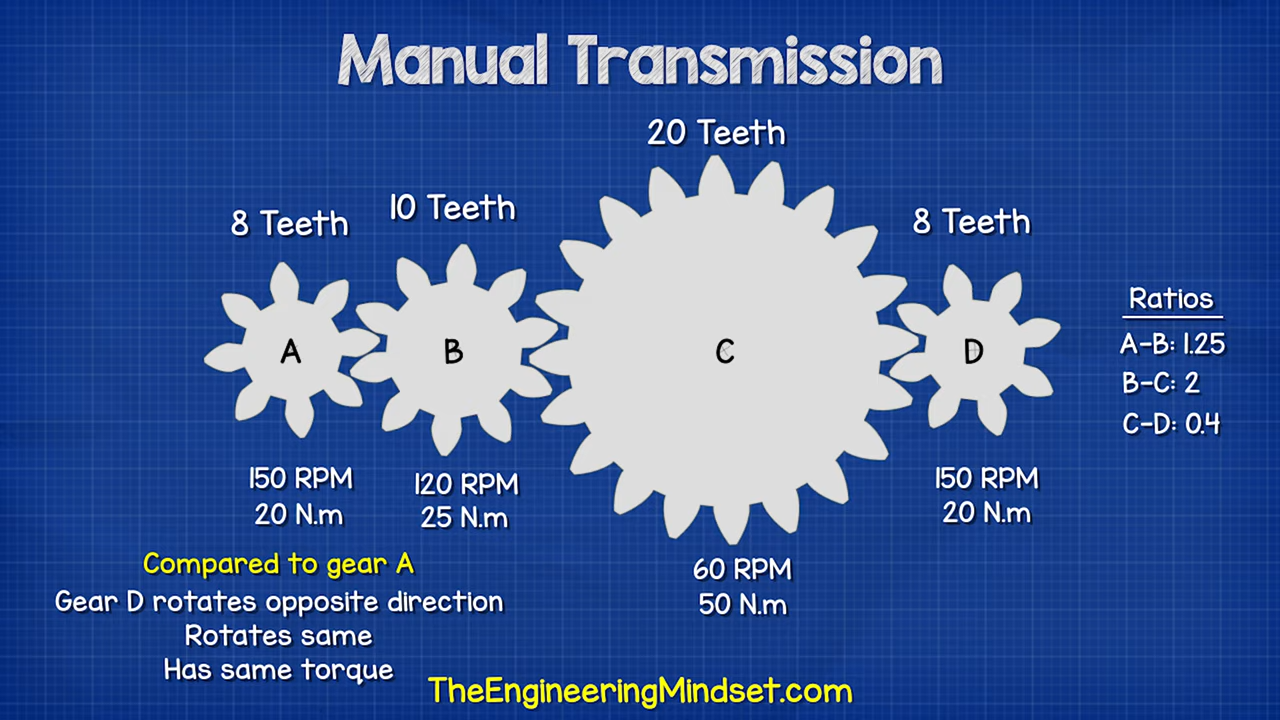 Manual Transmission
20 Teeth
10 Teeth
8 Teeth
8 Teeth
Ratios
A-B: 1.25
B-C: 2
C-D: 0.4
A
B
C
D
150 RPM
20 N.m
120 RPM
25 N.m
60 RPM
50 N.m
150 RPM
20 N.m
Compared to gear A
Gear D rotates opposite direction
Rotates same
Has same torque
TheEngineeringMindset.com